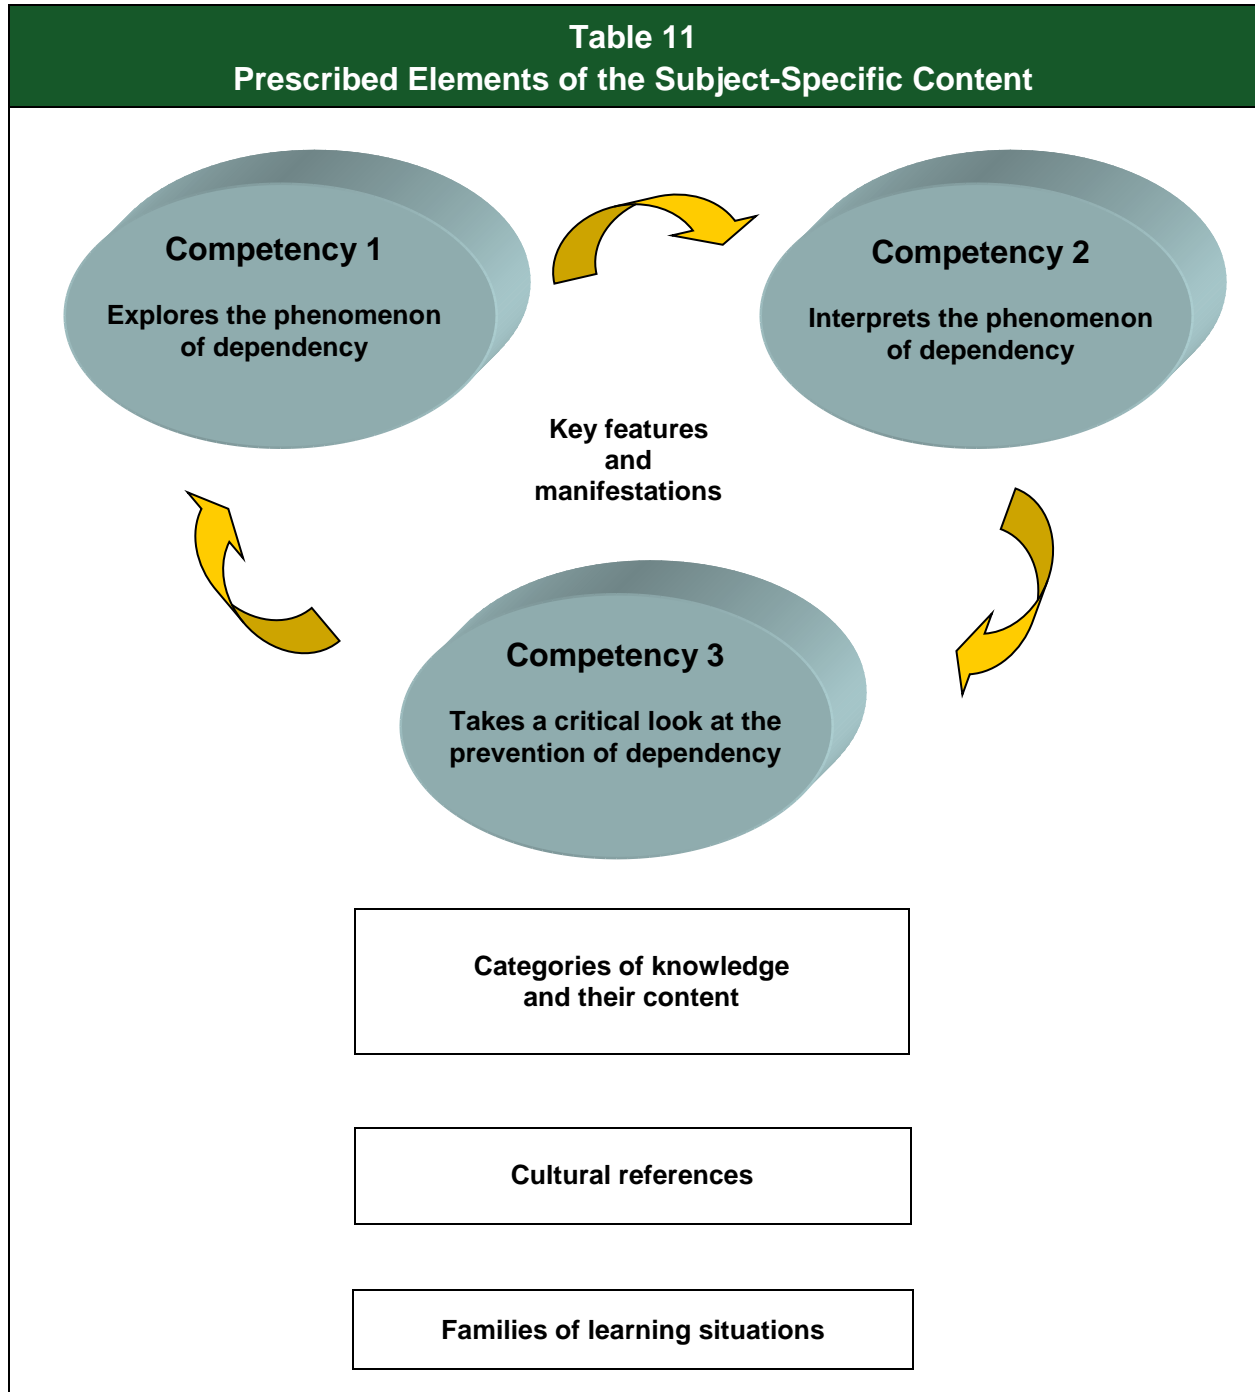 Table 11
Prescribed Elements of the Subject-Specific Content
Competency 1
Explores the phenomenon
of dependency
Competency 2
Interprets the phenomenon
of dependency
Key features
and
manifestations
Competency 3
Takes a critical look at the
prevention of dependency
Categories of knowledge
and their content
Cultural references
Families of learning situations